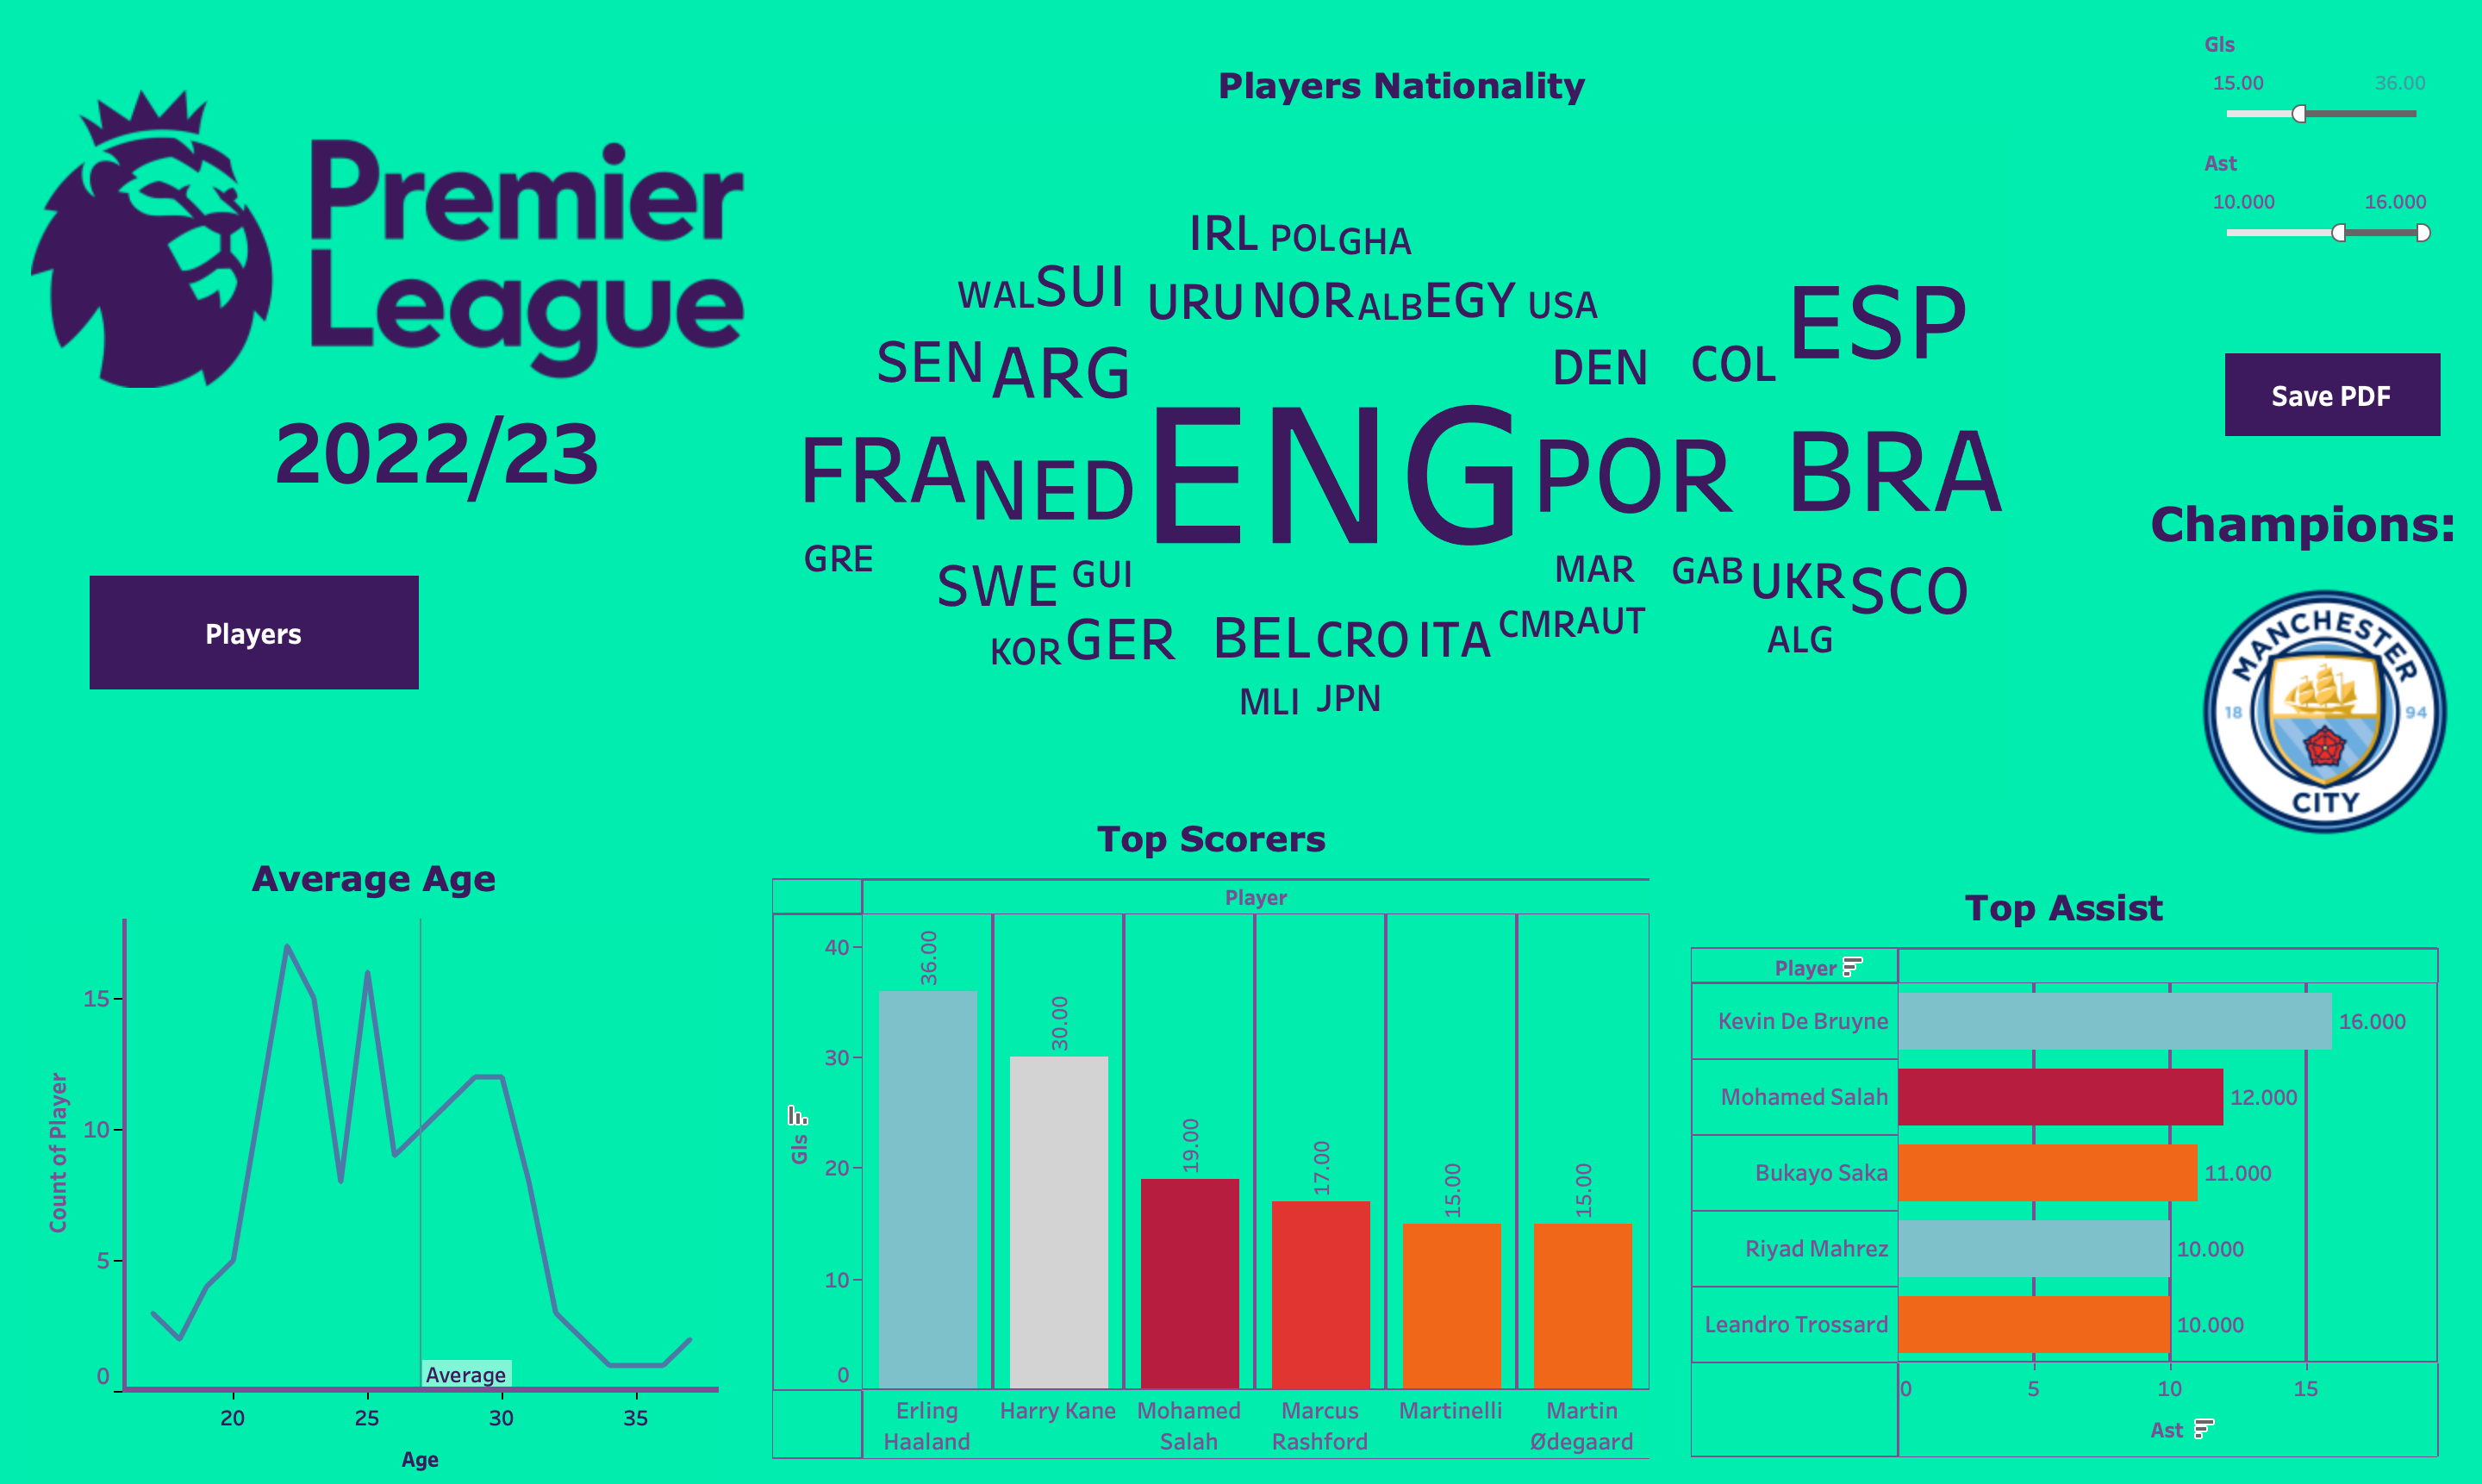 Premier
League
2022/23
Players
Players Nationality
IRL POL GHA
WAL SUI URU NOR ALB EGY USA
SEN ARG DEN COL ESP
FRA NED ENG POR BRA
GRE SWE GUI MAR GAB UKR SCO
KOR GER BEL CRO ITA CMR AUT ALG
MLI JPN
Gls
15.00 36.00
Ast
10.000 16.000
Save PDF
Champions:
MANCHESTER
18 94
CITY
Average Age
Count of Player
15
10
5
0
Average
20 25 30 35
Age
Top Scorers
Player
Gls
40
30
20
10
0
36.00
30.00
19.00
17.00
15.00
15.00
Erling Haaland
Harry Kane
Mohamed Salah
Marcus Rashford
Martinelli
Martin Ødegaard
Top Assist
Player
Kevin De Bruyne 16.000
Mohamed Salah 12.000
Bukayo Saka 11.000
Riyad Mahrez 10.000
Leandro Trossard 10.000
0 5 10 15
Ast